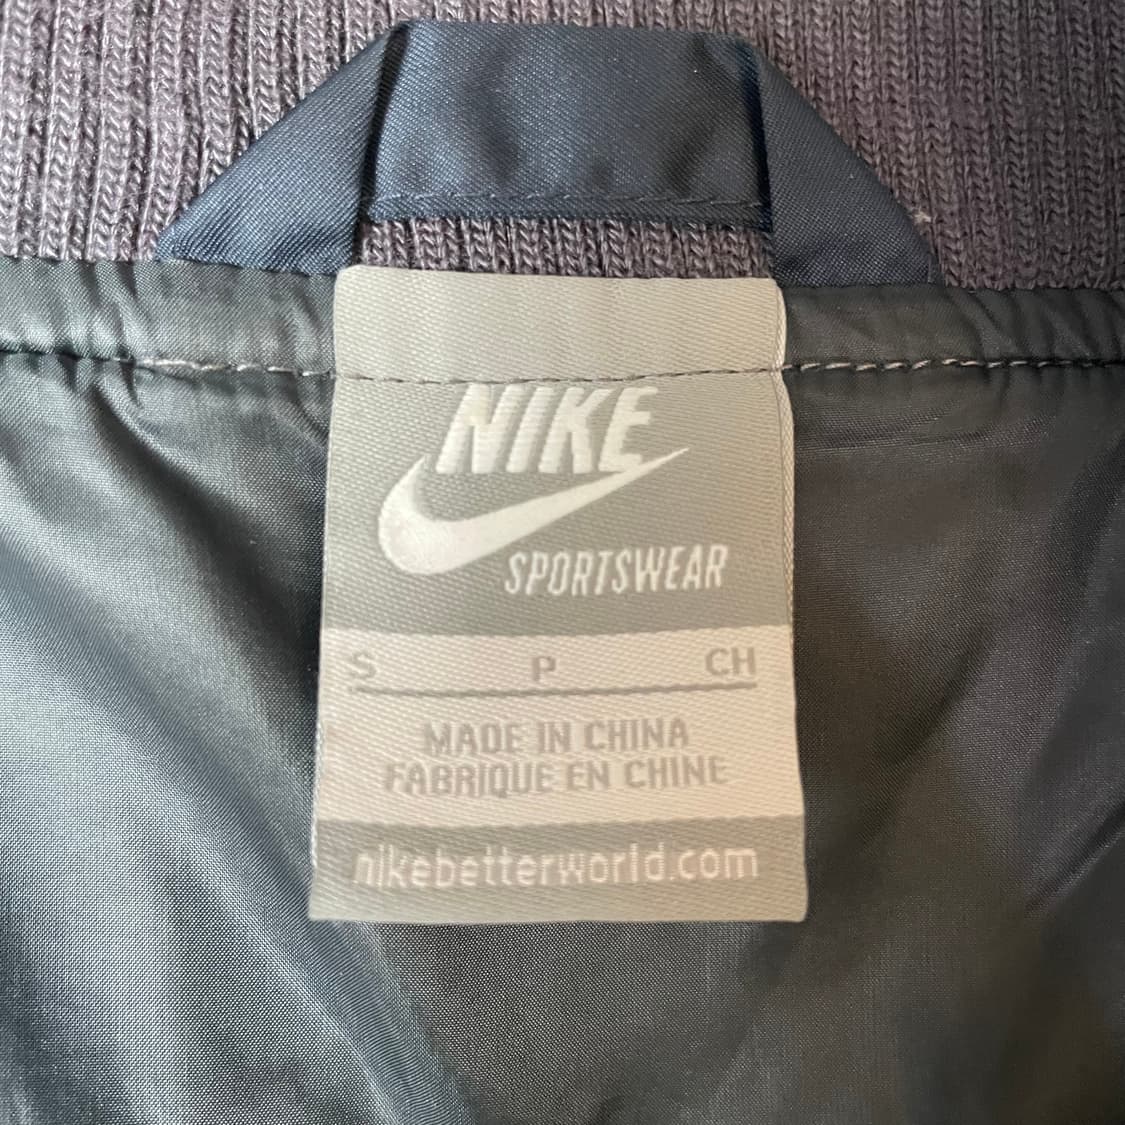 NIKE
SPORTSWEAR
S P CH
MADE IN CHINA
FABRIQUE EN CHINE
nikebetterworld.com